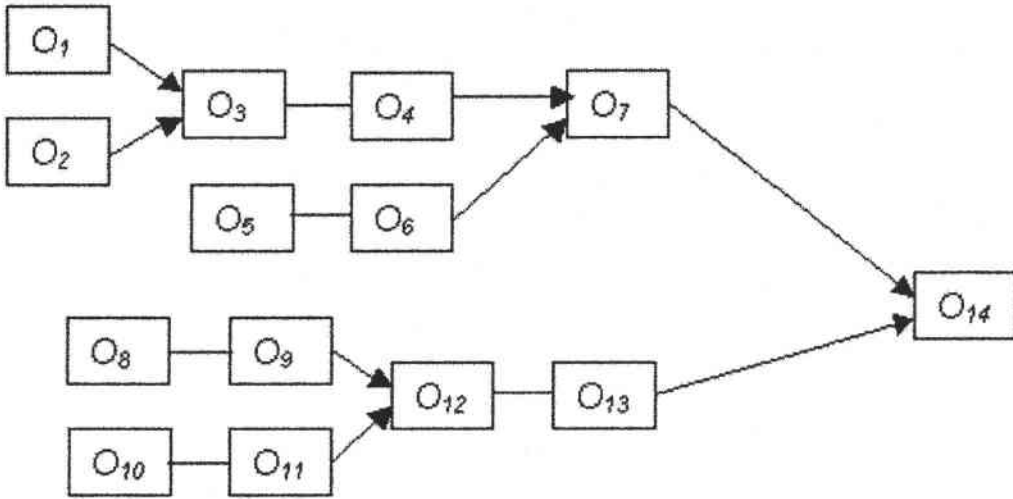 O₁
O₂
O₃ O₄ O₇
O₅ O₆
O₁₄
O₈ O₉
O₁₂ O₁₃
O₁₀ O₁₁